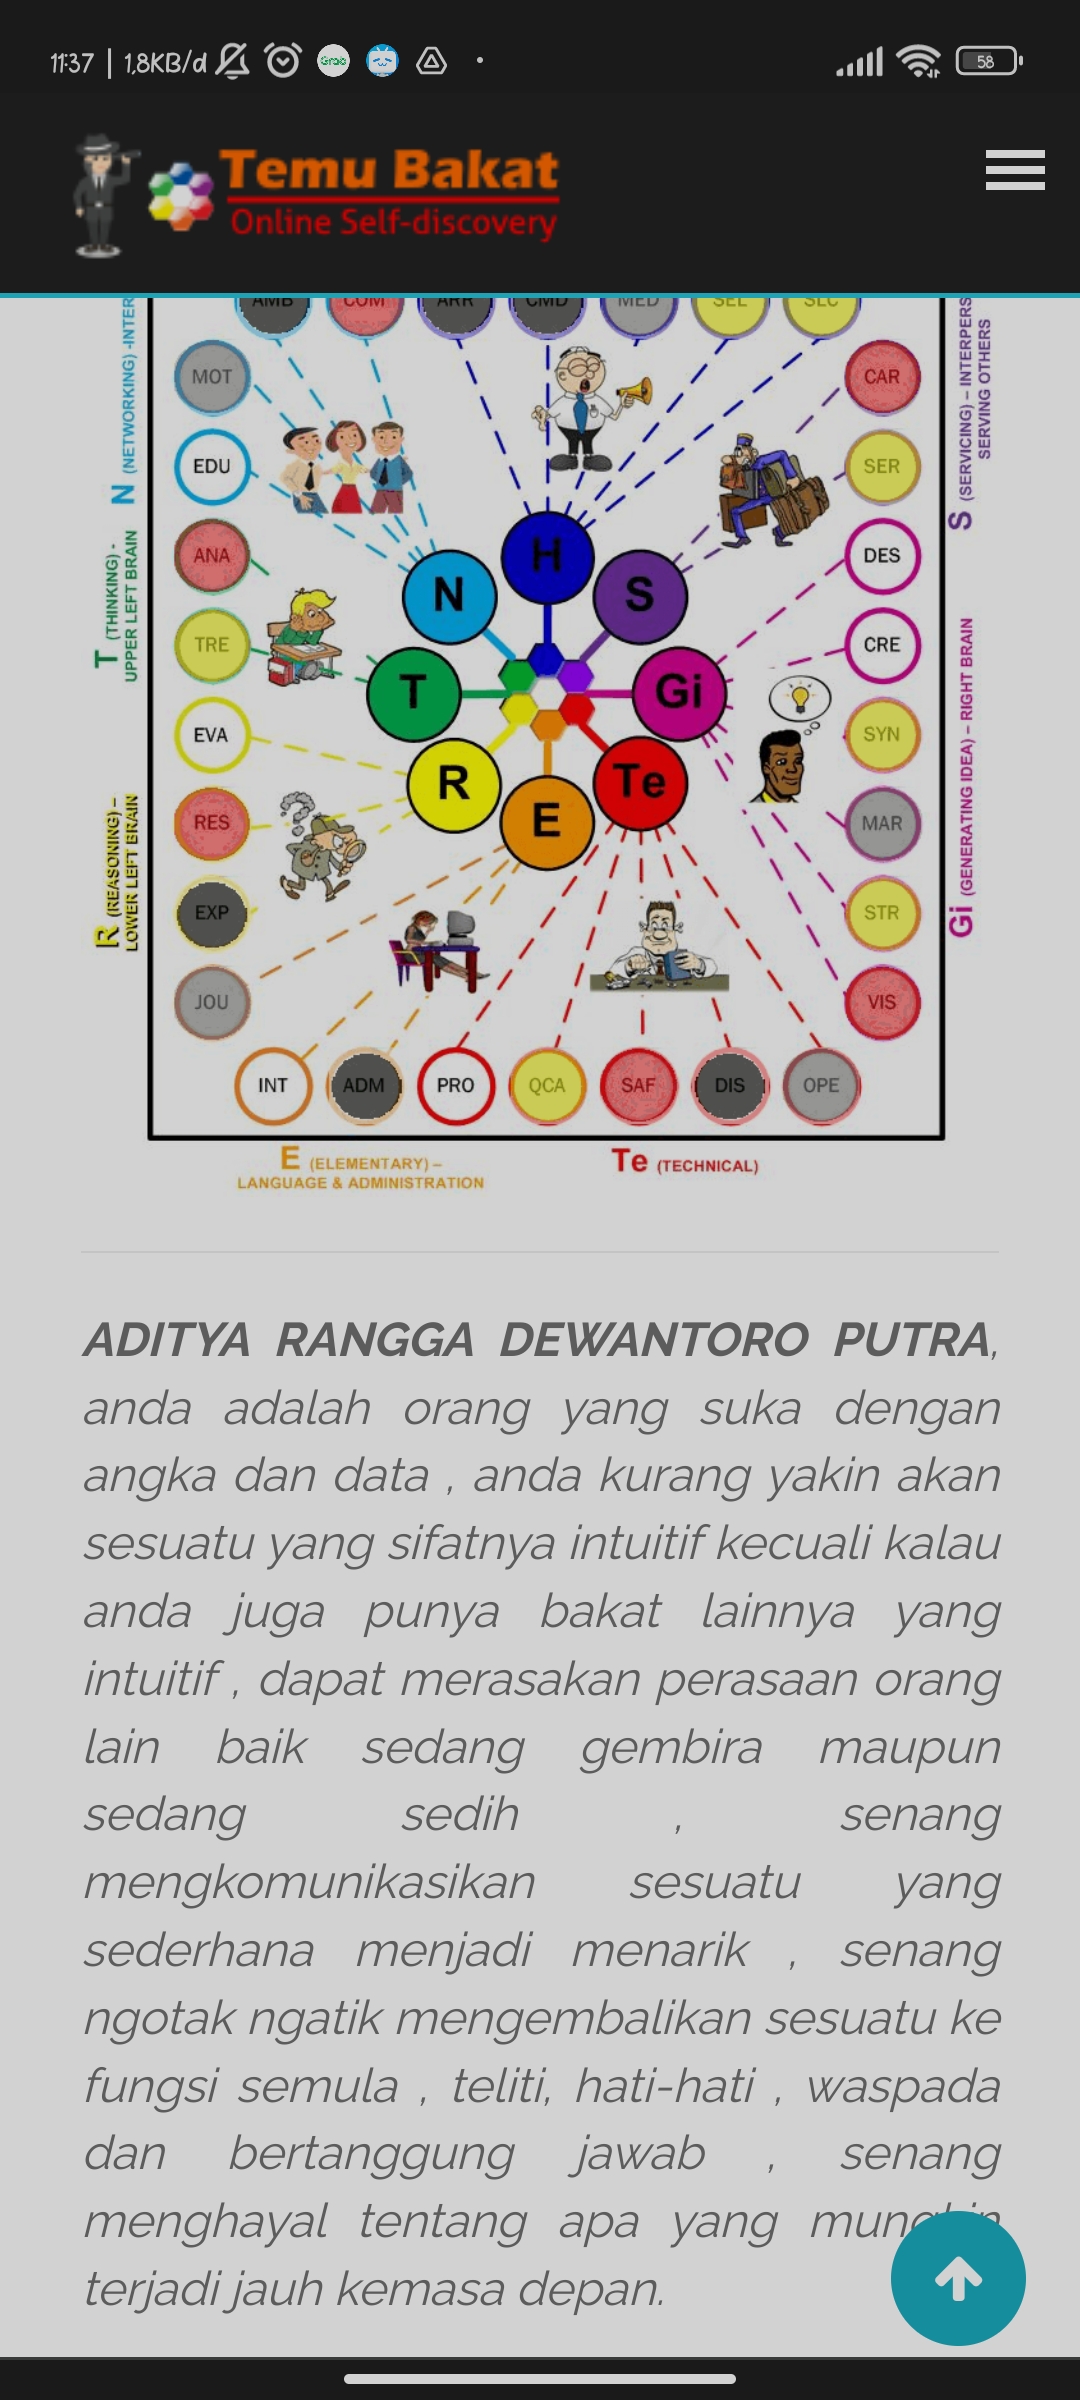 11:37 | 1,8KB/d
Grab
58
Temu Bakat
Online Self-discovery
AMB COM ARR CMD MED SEL SLC
MOT
EDU
ANA
TRE
EVA
RES
EXP
JOU
CAR
SER
DES
CRE
SYN
MAR
STR
VIS
INT ADM PRO QCA SAF DIS OPE
H
N
S
T
Gi
R
E
Te
N (NETWORKING) -INTER
T (THINKING) -
UPPER LEFT BRAIN
R (REASONING) –
LOWER LEFT BRAIN
S (SERVICING) – INTERPERS
SERVING OTHERS
Gi (GENERATING IDEA) – RIGHT BRAIN
E (ELEMENTARY) –
LANGUAGE & ADMINISTRATION
Te (TECHNICAL)
ADITYA RANGGA DEWANTORO PUTRA,
anda adalah orang yang suka dengan
angka dan data , anda kurang yakin akan
sesuatu yang sifatnya intuitif kecuali kalau
anda juga punya bakat lainnya yang
intuitif , dapat merasakan perasaan orang
lain baik sedang gembira maupun
sedang sedih , senang
mengkomunikasikan sesuatu yang
sederhana menjadi menarik , senang
ngotak ngatik mengembalikan sesuatu ke
fungsi semula , teliti, hati-hati , waspada
dan bertanggung jawab , senang
menghayal tentang apa yang mungkin
terjadi jauh kemasa depan.